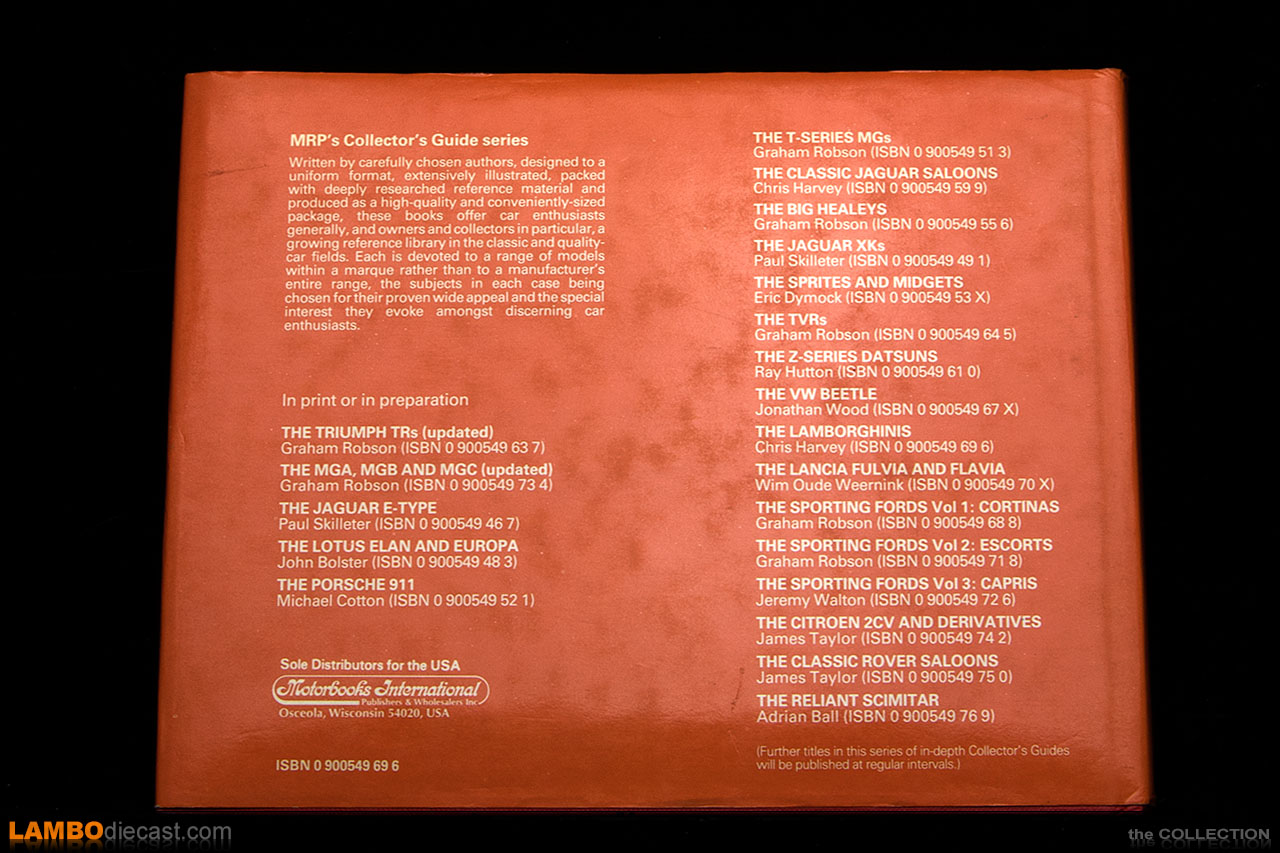 MRP's Collector's Guide series
Written by carefully chosen authors, designed to a
uniform format, extensively illustrated, packed
with deeply researched reference material and
produced as a high-quality and conveniently-sized
package, these books offer car enthusiasts
generally, and owners and collectors in particular, a
growing reference library in the classic and quality-
car fields. Each is devoted to a range of models
within a marque rather than to a manufacturer's
entire range, the subjects in each case being
chosen for their proven wide appeal and the special
interest they evoke amongst discerning car
enthusiasts.
In print or in preparation
THE TRIUMPH TRs (updated)
Graham Robson (ISBN 0 900549 63 7)
THE MGA, MGB AND MGC (updated)
Graham Robson (ISBN 0 900549 73 4)
THE JAGUAR E-TYPE
Paul Skilleter (ISBN 0 900549 46 7)
THE LOTUS ELAN AND EUROPA
John Bolster (ISBN 0 900549 48 3)
THE PORSCHE 911
Michael Cotton (ISBN 0 900549 52 1)
Sole Distributors for the USA
Motorbooks International
Publishers & Wholesalers Inc
Osceola, Wisconsin 54020, USA
ISBN 0 900549 69 6
THE T-SERIES MGs
Graham Robson (ISBN 0 900549 51 3)
THE CLASSIC JAGUAR SALOONS
Chris Harvey (ISBN 0 900549 59 9)
THE BIG HEALEYS
Graham Robson (ISBN 0 900549 55 6)
THE JAGUAR XKs
Paul Skilleter (ISBN 0 900549 49 1)
THE SPRITES AND MIDGETS
Eric Dymock (ISBN 0 900549 53 X)
THE TVRs
Graham Robson (ISBN 0 900549 64 5)
THE Z-SERIES DATSUNS
Ray Hutton (ISBN 0 900549 61 0)
THE VW BEETLE
Jonathan Wood (ISBN 0 900549 67 X)
THE LAMBORGHINIS
Chris Harvey (ISBN 0 900549 69 6)
THE LANCIA FULVIA AND FLAVIA
Wim Oude Weernink (ISBN 0 900549 70 X)
THE SPORTING FORDS Vol 1: CORTINAS
Graham Robson (ISBN 0 900549 68 8)
THE SPORTING FORDS Vol 2: ESCORTS
Graham Robson (ISBN 0 900549 71 8)
THE SPORTING FORDS Vol 3: CAPRIS
Jeremy Walton (ISBN 0 900549 72 6)
THE CITROEN 2CV AND DERIVATIVES
James Taylor (ISBN 0 900549 74 2)
THE CLASSIC ROVER SALOONS
James Taylor (ISBN 0 900549 75 0)
THE RELIANT SCIMITAR
Adrian Ball (ISBN 0 900549 76 9)
(Further titles in this series of in-depth Collector's Guides
will be published at regular intervals.)
LAMBOdiecast.com
the COLLECTION